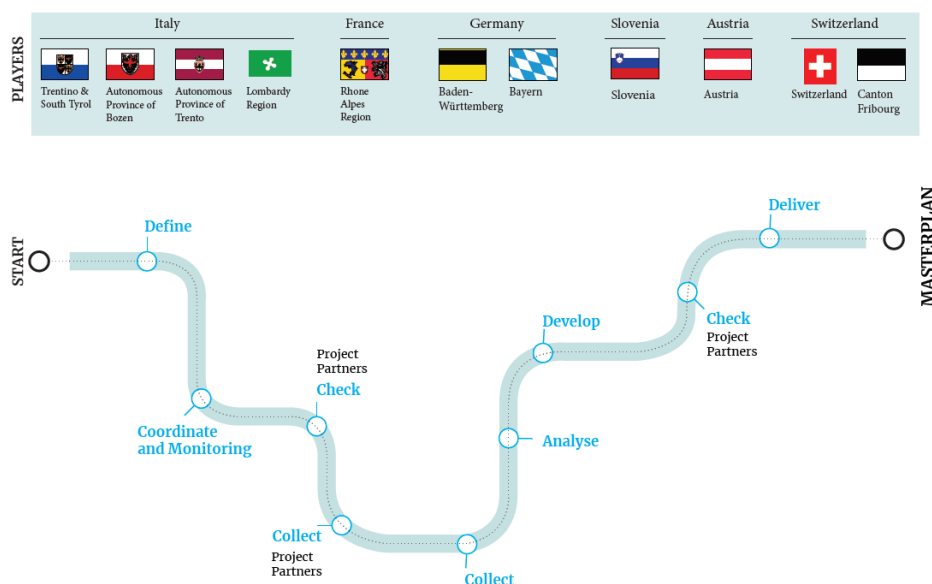 PLAYERS
Italy
France
Germany
Slovenia
Austria
Switzerland
Trentino &
South Tyrol
Autonomous
Province of
Bozen
Autonomous
Province of
Trento
Lombardy
Region
Rhone
Alpes
Region
Baden-
Württemberg
Bayern
Slovenia
Austria
Switzerland
Canton
Fribourg
START
Define
Coordinate
and Monitoring
Project
Partners
Check
Collect
Project
Partners
Collect
Analyse
Develop
Check
Project
Partners
Deliver
MASTERPLAN